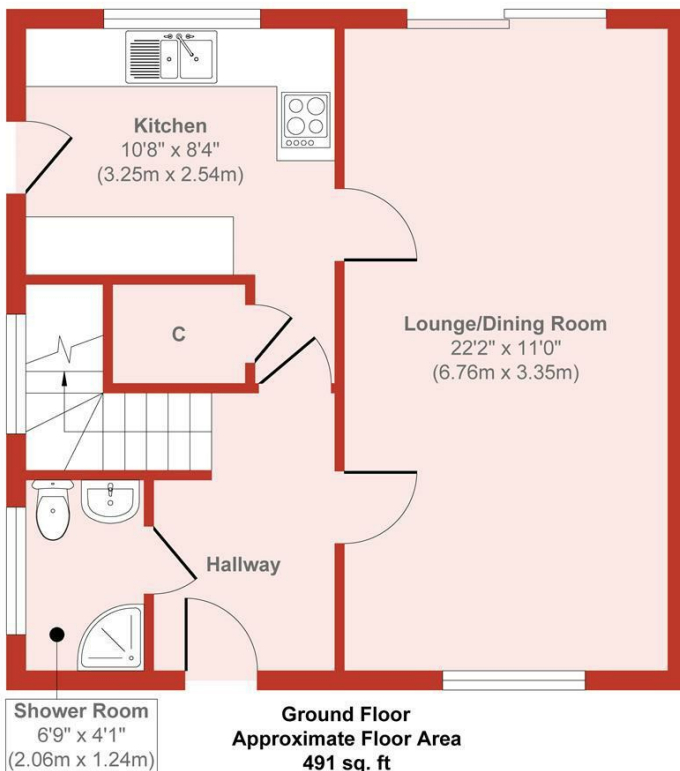 Kitchen
10'8" x 8'4"
(3.25m x 2.54m)
C
Lounge/Dining Room
22'2" x 11'0"
(6.76m x 3.35m)
Hallway
Shower Room
6'9" x 4'1"
(2.06m x 1.24m)
Ground Floor
Approximate Floor Area
491 sq. ft